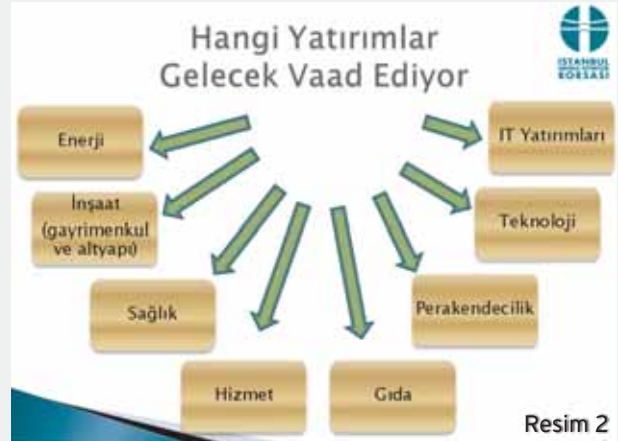 Hangi Yatırımlar
Gelecek Vaad Ediyor
İSTANBUL
BORSASI
Enerji
İnşaat
(gayrimenkul
ve altyapı)
Sağlık
Hizmet
Gıda
Perakendecilik
Teknoloji
IT Yatırımları
Resim 2